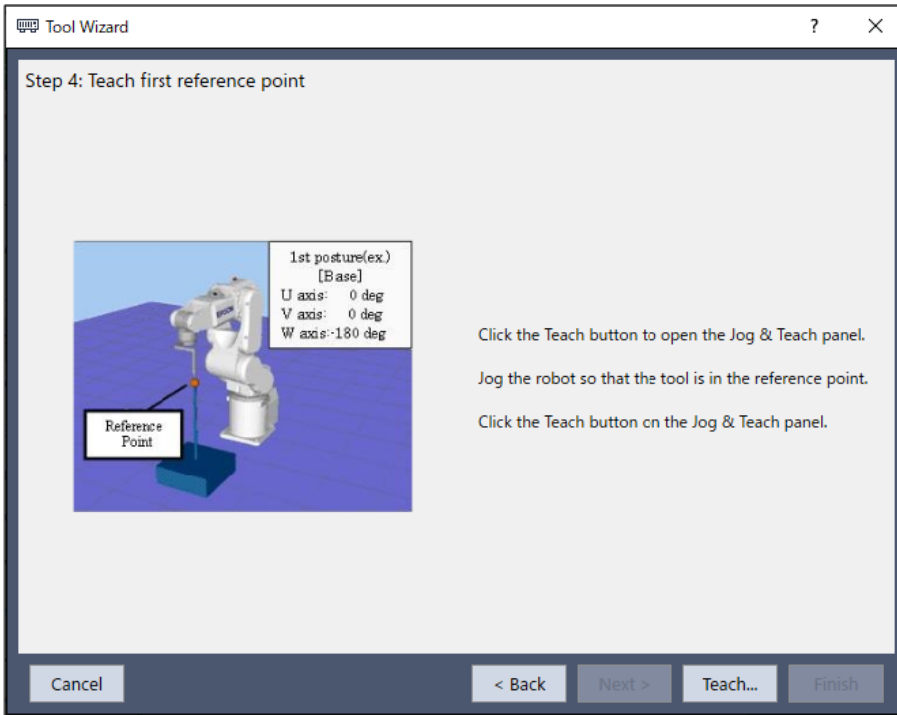 Tool Wizard
?
Step 4: Teach first reference point
1st posture(ex.)
[Base]
U axis: 0 deg
V axis: 0 deg
W axis:-180 deg
EPSON
Reference
Point
Click the Teach button to open the Jog & Teach panel.
Jog the robot so that the tool is in the reference point.
Click the Teach button on the Jog & Teach panel.
Cancel
< Back
Next >
Teach...
Finish